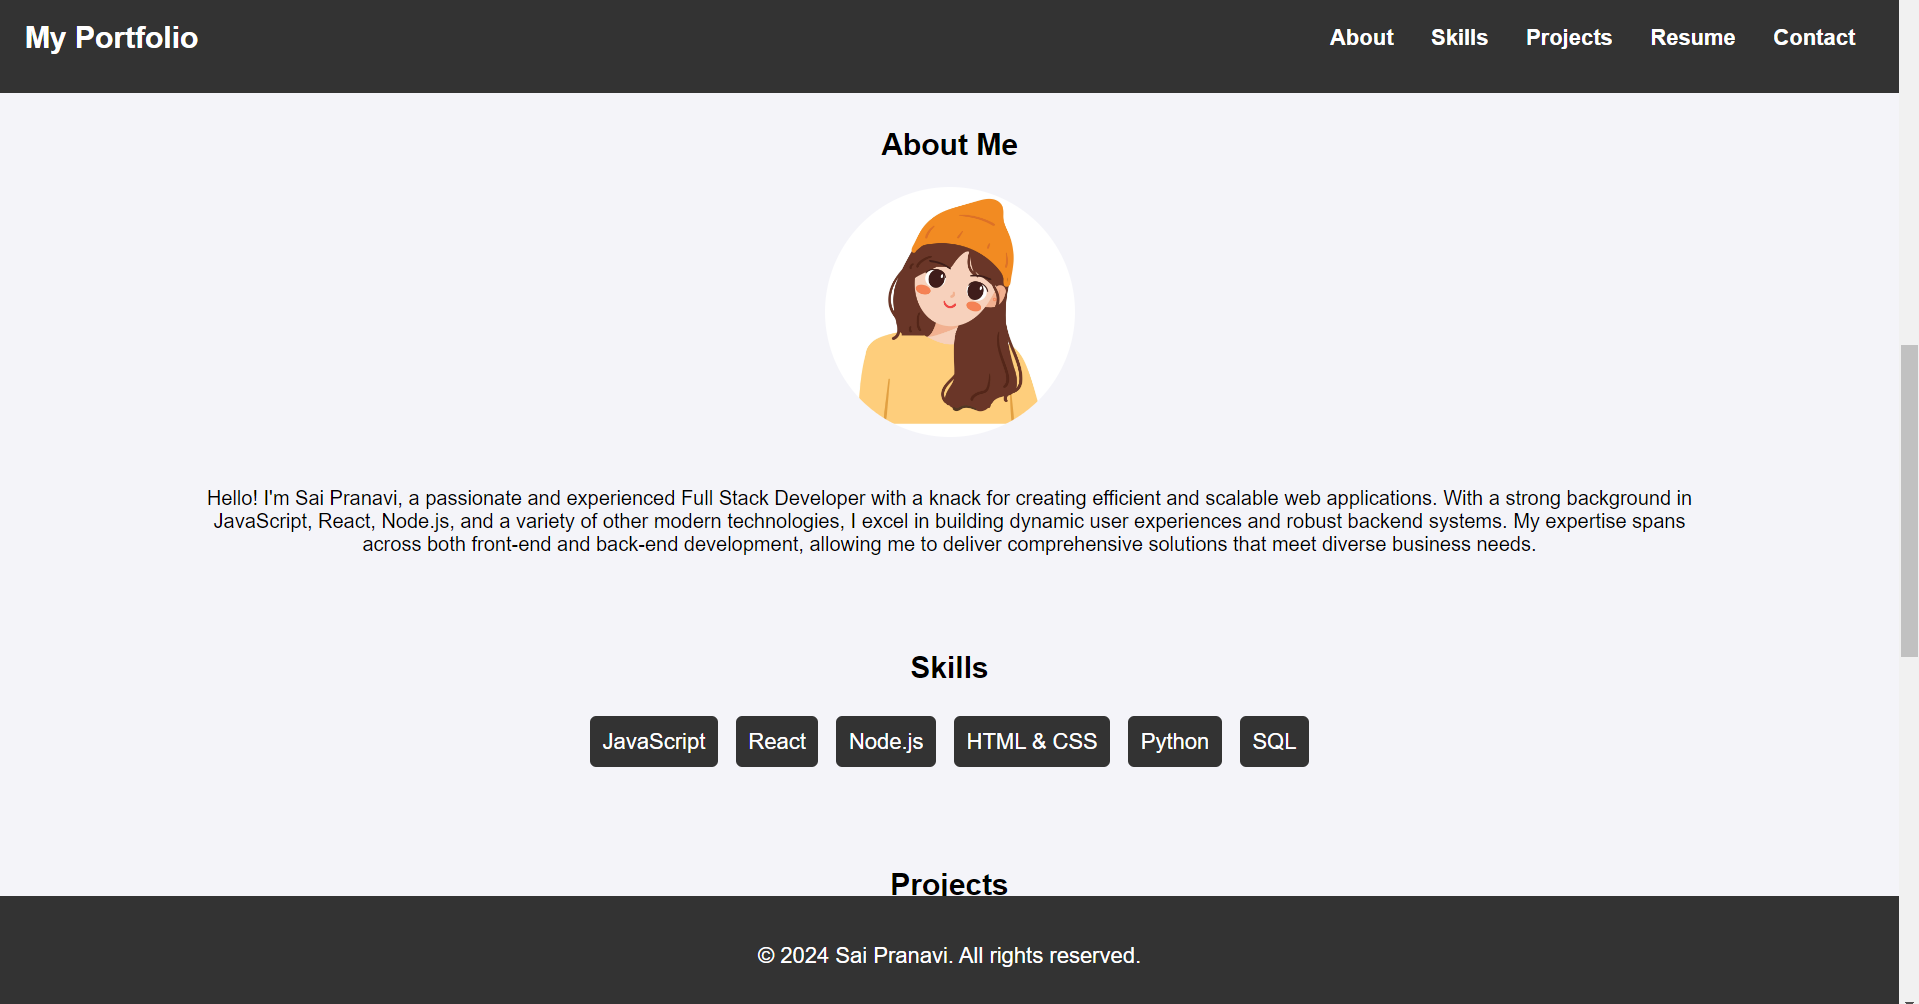 My Portfolio
About Skills Projects Resume Contact
About Me
Hello! I'm Sai Pranavi, a passionate and experienced Full Stack Developer with a knack for creating efficient and scalable web applications. With a strong background in
JavaScript, React, Node.js, and a variety of other modern technologies, I excel in building dynamic user experiences and robust backend systems. My expertise spans
across both front-end and back-end development, allowing me to deliver comprehensive solutions that meet diverse business needs.
Skills
JavaScript React Node.js HTML & CSS Python SQL
Projects
© 2024 Sai Pranavi. All rights reserved.